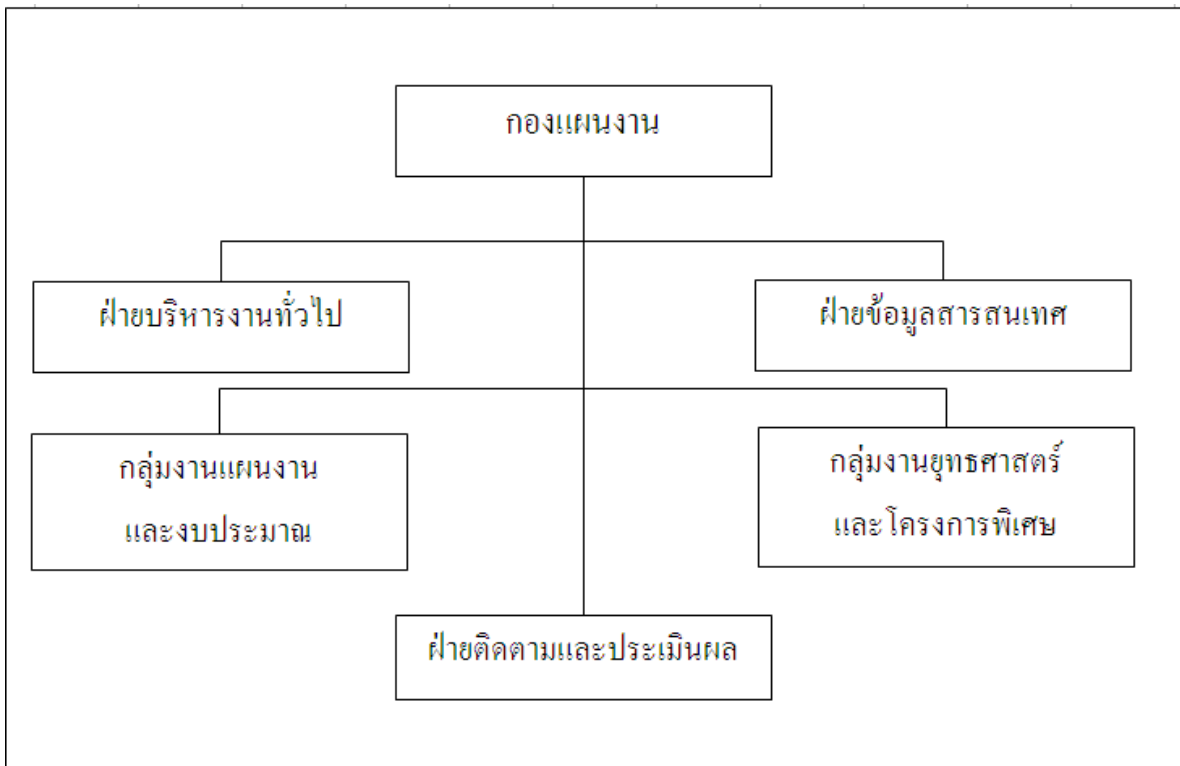 กองแผนงาน
ฝ่ายบริหารงานทั่วไป
ฝ่ายข้อมูลสารสนเทศ
กลุ่มงานแผนงาน
และงบประมาณ
กลุ่มงานยุทธศาสตร์
และโครงการพิเศษ
ฝ่ายติดตามและประเมินผล